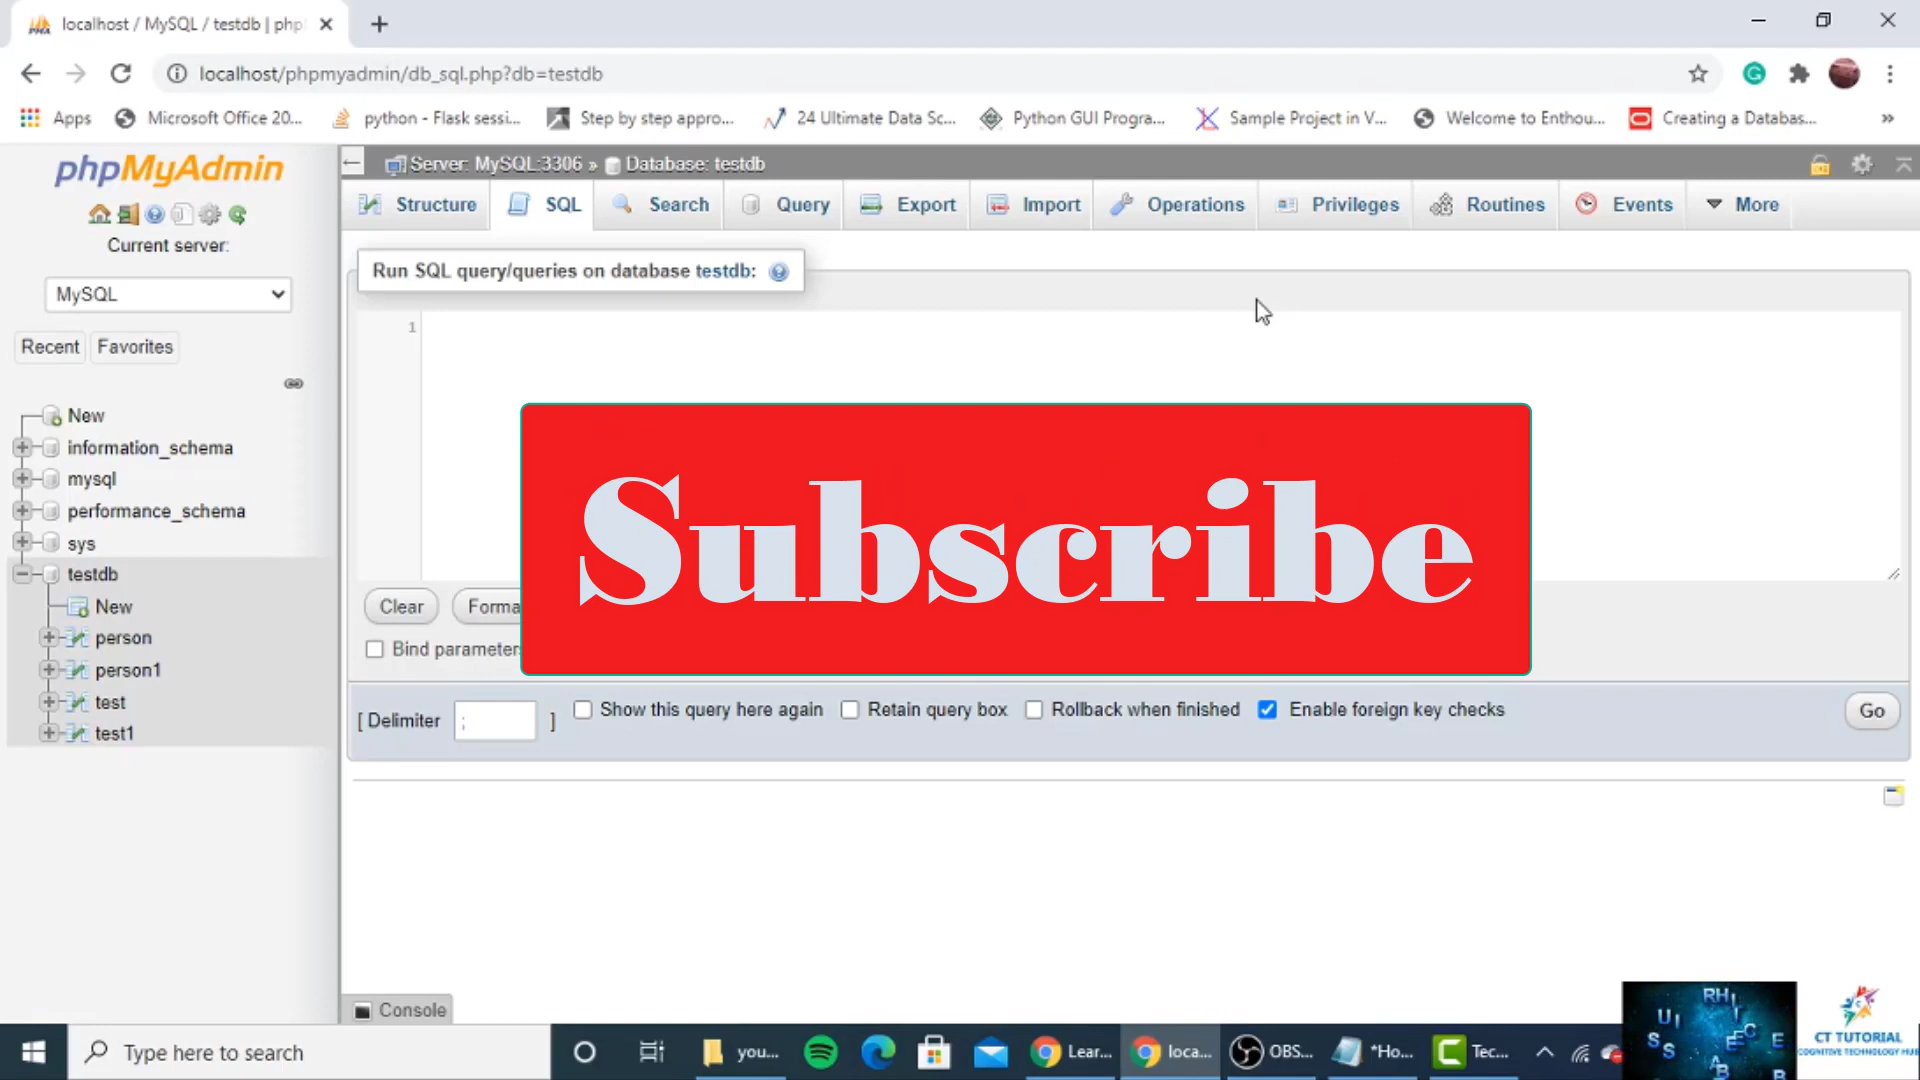 localhost / MySQL / testdb | php
localhost/phpmyadmin/db_sql.php?db=testdb
Apps
Microsoft Office 20...
python - Flask sessi...
Step by step appro...
24 Ultimate Data Sc...
Python GUI Progra...
Sample Project in V...
Welcome to Enthou...
Creating a Databas...
»
phpMyAdmin
Current server:
MySQL
Recent
Favorites
New
information_schema
mysql
performance_schema
sys
testdb
New
person
person1
test
test1
Server: MySQL:3306 » Database: testdb
Structure
SQL
Search
Query
Export
Import
Operations
Privileges
Routines
Events
More
Run SQL query/queries on database testdb:
1
Subscribe
Clear
Forma
Bind parameter
[ Delimiter ; ]
Show this query here again
Retain query box
Rollback when finished
Enable foreign key checks
Go
Console
Type here to search
you...
Lear...
loca...
OBS...
*Ho...
Tec...
CT TUTORIAL
COGNITIVE TECHNOLOGY HUB